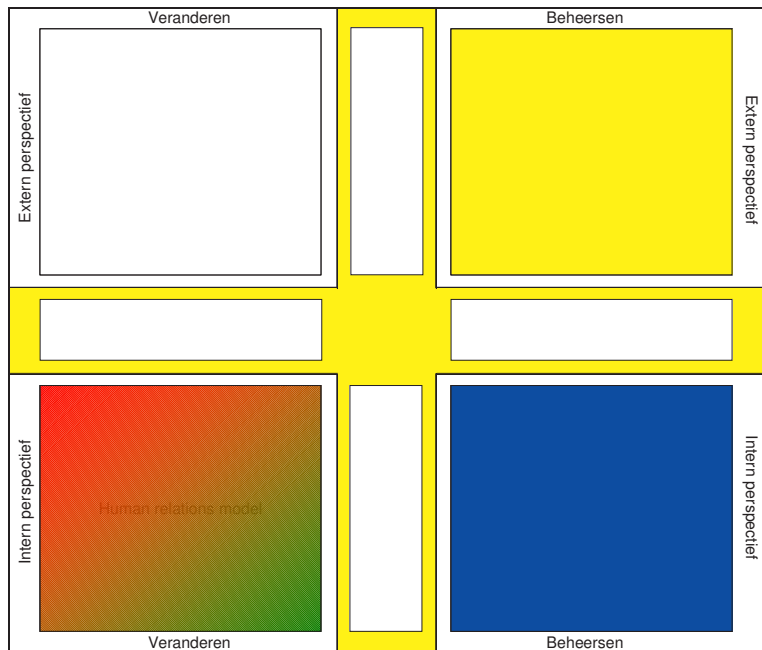 Veranderen
Beheersen
Extern perspectief
Extern perspectief
Human relations model
Intern perspectief
Intern perspectief
Veranderen
Beheersen